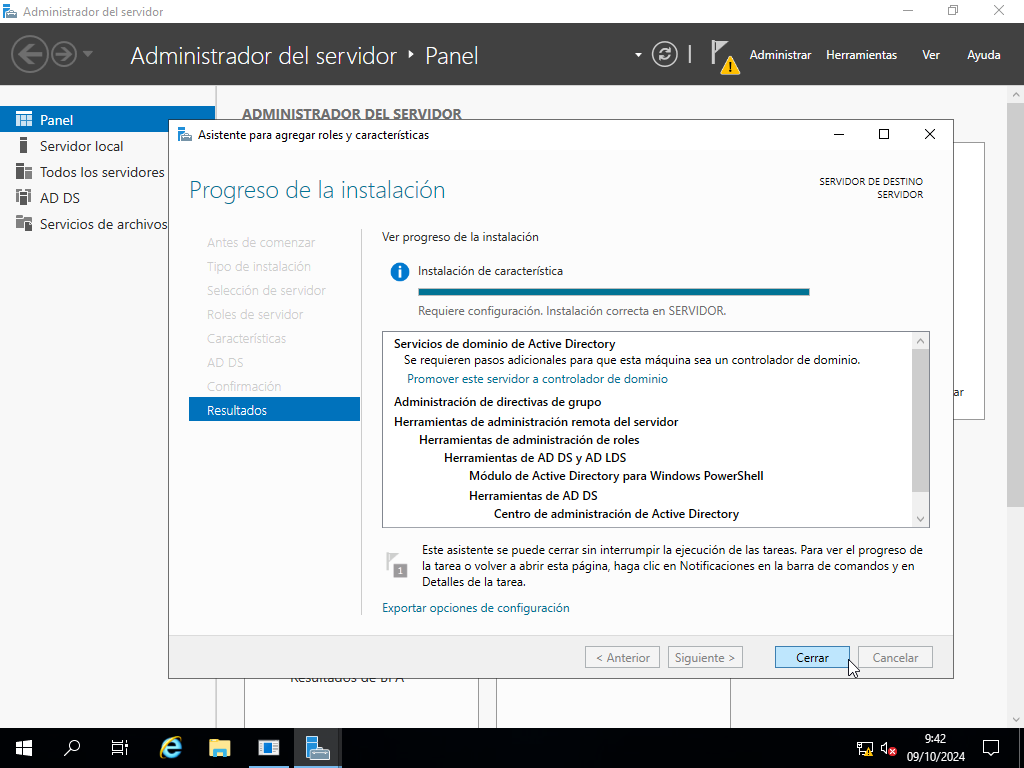 Administrador del servidor
Administrador del servidor ‣ Panel
Administrar Herramientas Ver Ayuda
Panel
Servidor local
Todos los servidores
AD DS
Servicios de archivos
ADMINISTRADOR DEL SERVIDOR
Asistente para agregar roles y características
Progreso de la instalación
SERVIDOR DE DESTINO
SERVIDOR
Antes de comenzar
Tipo de instalación
Selección de servidor
Roles de servidor
Características
AD DS
Confirmación
Resultados
Ver progreso de la instalación
Instalación de característica
Requiere configuración. Instalación correcta en SERVIDOR.
Servicios de dominio de Active Directory
Se requieren pasos adicionales para que esta máquina sea un controlador de dominio.
Promover este servidor a controlador de dominio
Administración de directivas de grupo
Herramientas de administración remota del servidor
Herramientas de administración de roles
Herramientas de AD DS y AD LDS
Módulo de Active Directory para Windows PowerShell
Herramientas de AD DS
Centro de administración de Active Directory
1
Este asistente se puede cerrar sin interrumpir la ejecución de las tareas. Para ver el progreso de
la tarea o volver a abrir esta página, haga clic en Notificaciones en la barra de comandos y en
Detalles de la tarea.
Exportar opciones de configuración
< Anterior Siguiente > Cerrar Cancelar
ar
Resultados de BPA
9:42
09/10/2024